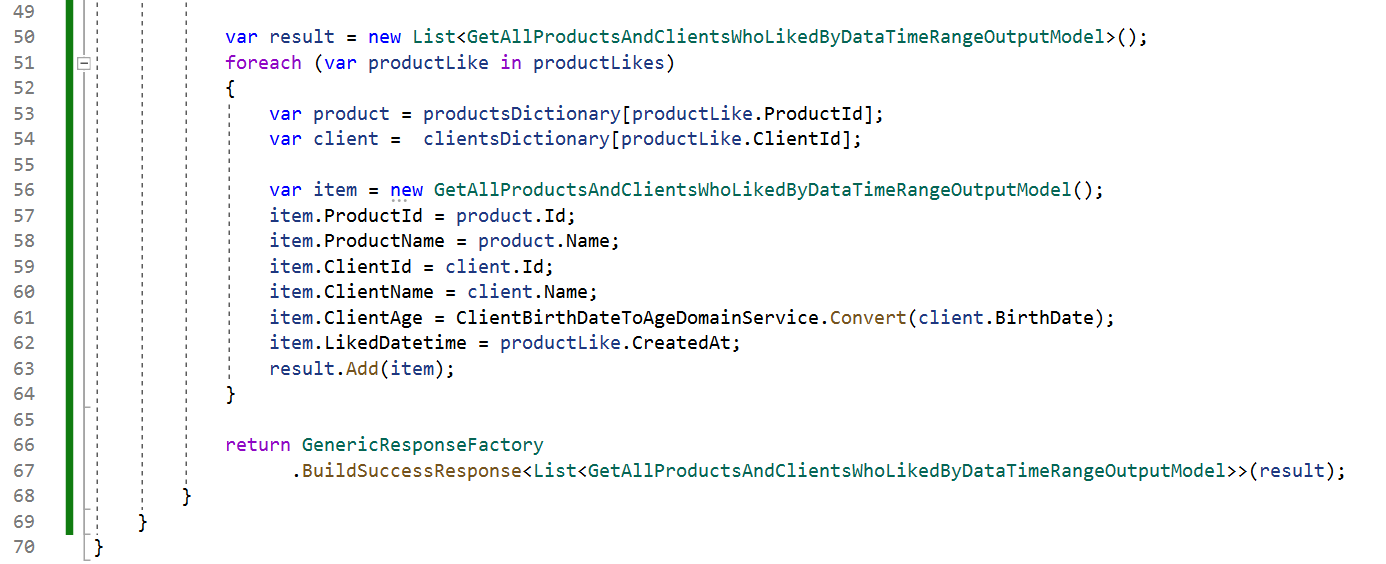 49
50 var result = new List<GetAllProductsAndClientsWhoLikedByDataTimeRangeOutputModel>();
51 foreach (var productLike in productLikes)
52 {
53 var product = productsDictionary[productLike.ProductId];
54 var client =  clientsDictionary[productLike.ClientId];
55
56 var item = new GetAllProductsAndClientsWhoLikedByDataTimeRangeOutputModel();
57 item.ProductId = product.Id;
58 item.ProductName = product.Name;
59 item.ClientId = client.Id;
60 item.ClientName = client.Name;
61 item.ClientAge = ClientBirthDateToAgeDomainService.Convert(client.BirthDate);
62 item.LikedDatetime = productLike.CreatedAt;
63 result.Add(item);
64 }
65
66 return GenericResponseFactory
67 .BuildSuccessResponse<List<GetAllProductsAndClientsWhoLikedByDataTimeRangeOutputModel>>(result);
68 }
69 }
70 }